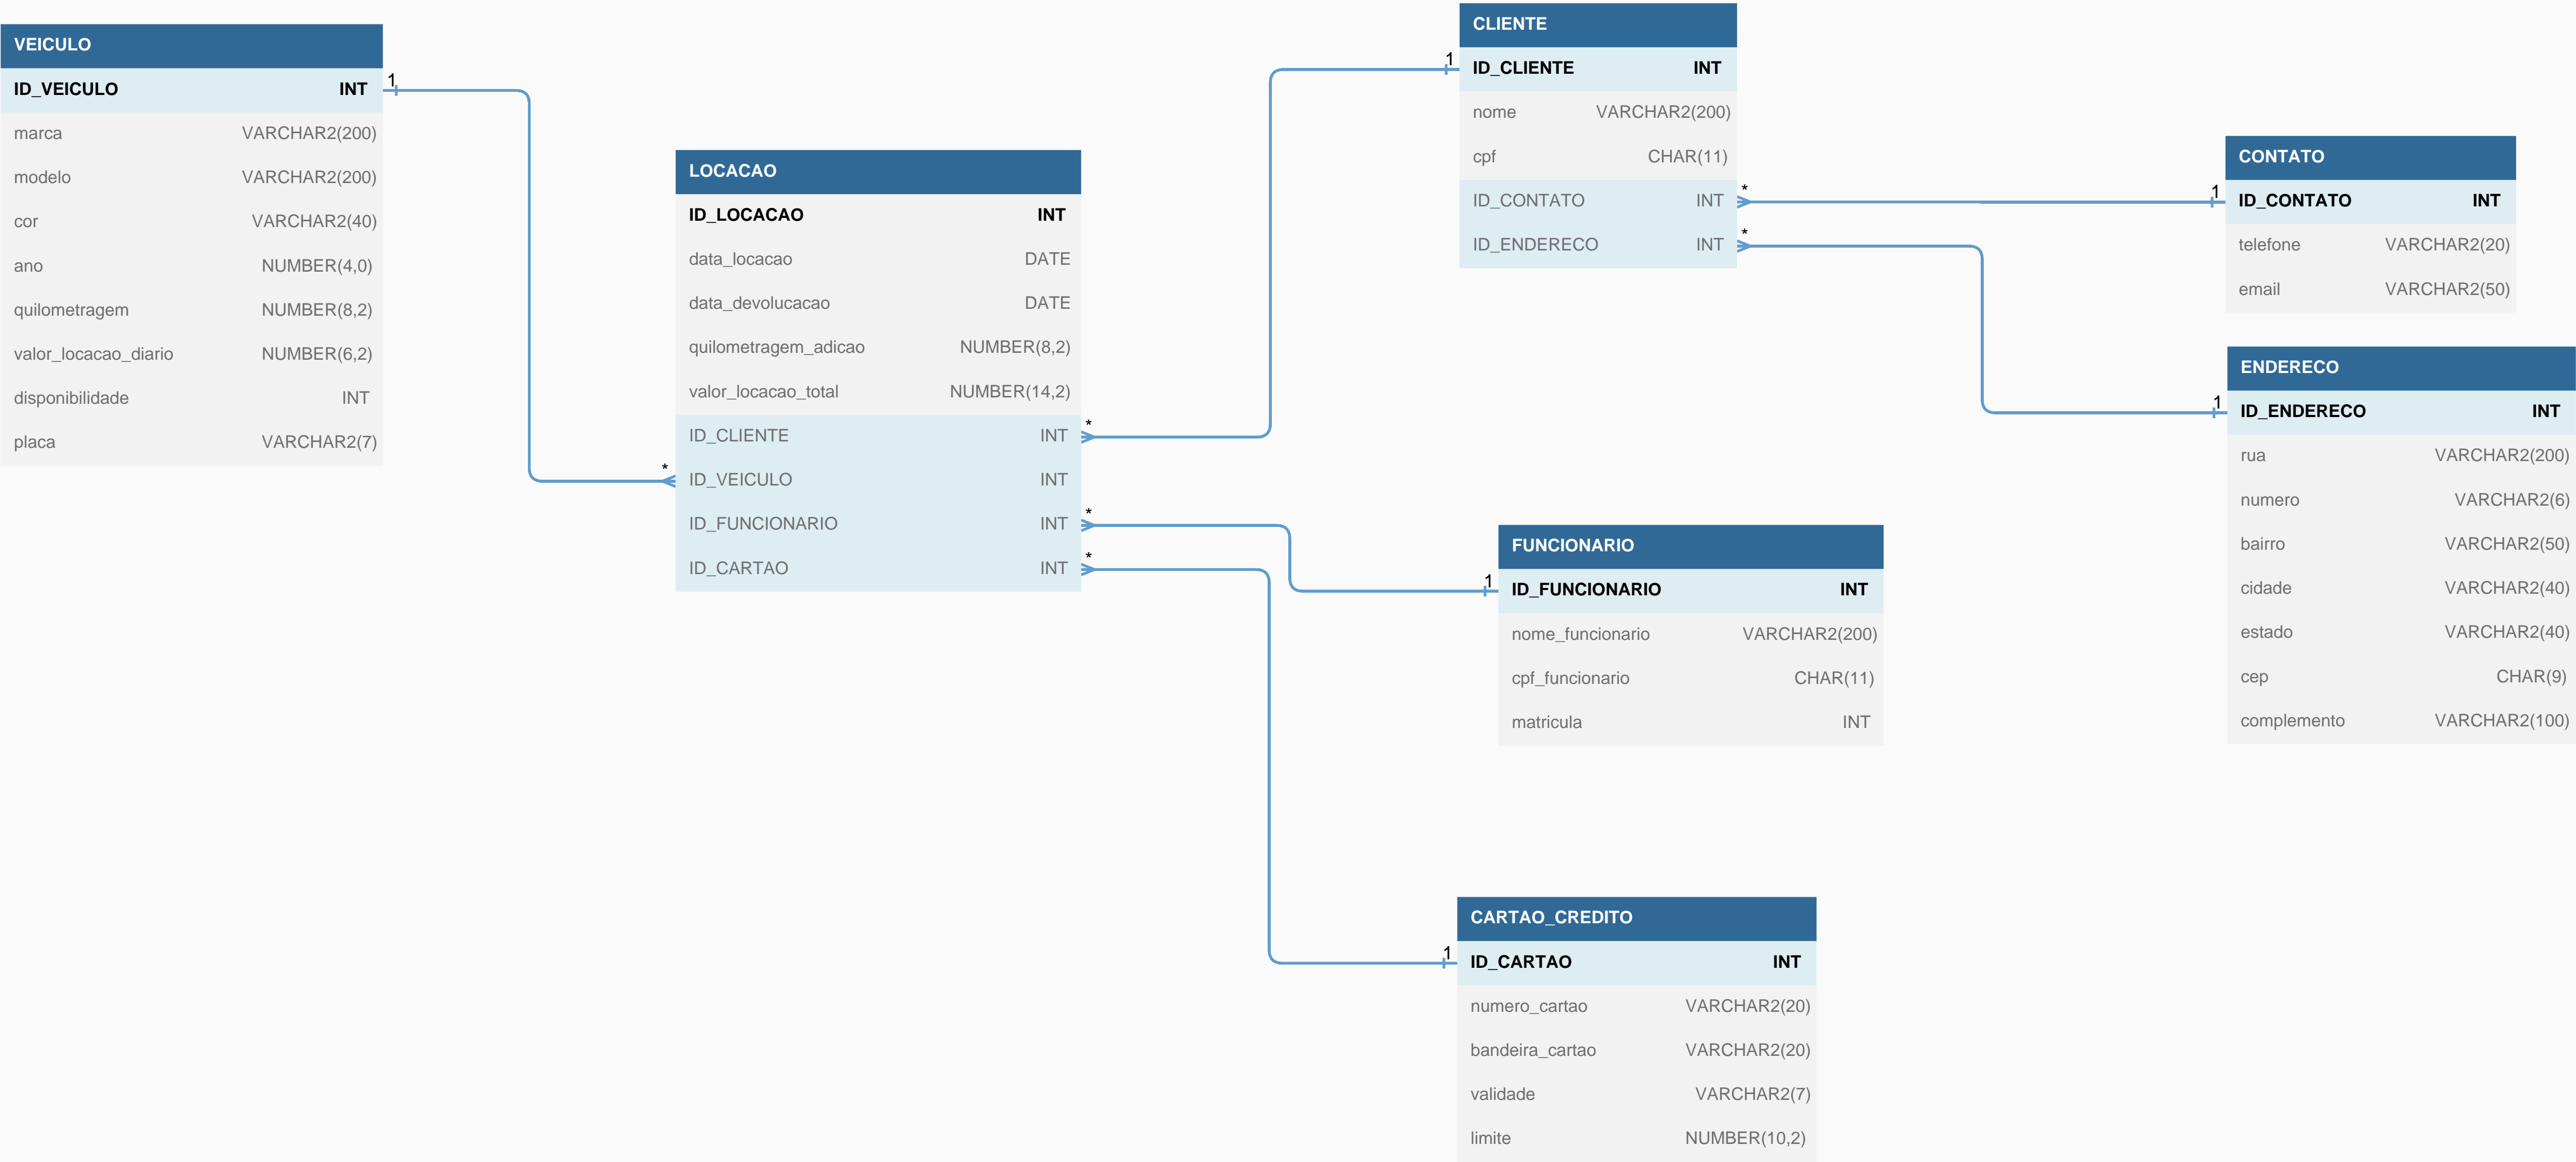 VEICULO
ID_VEICULO INT
marca VARCHAR2(200)
modelo VARCHAR2(200)
cor VARCHAR2(40)
ano NUMBER(4,0)
quilometragem NUMBER(8,2)
valor_locacao_diario NUMBER(6,2)
disponibilidade INT
placa VARCHAR2(7)
1
*
LOCACAO
ID_LOCACAO INT
data_locacao DATE
data_devolucacao DATE
quilometragem_adicao NUMBER(8,2)
valor_locacao_total NUMBER(14,2)
ID_CLIENTE INT
ID_VEICULO INT
ID_FUNCIONARIO INT
ID_CARTAO INT
*
*
*
1
CLIENTE
ID_CLIENTE INT
nome VARCHAR2(200)
cpf CHAR(11)
ID_CONTATO INT
ID_ENDERECO INT
*
*
1
CONTATO
ID_CONTATO INT
telefone VARCHAR2(20)
email VARCHAR2(50)
1
ENDERECO
ID_ENDERECO INT
rua VARCHAR2(200)
numero VARCHAR2(6)
bairro VARCHAR2(50)
cidade VARCHAR2(40)
estado VARCHAR2(40)
cep CHAR(9)
complemento VARCHAR2(100)
1
FUNCIONARIO
ID_FUNCIONARIO INT
nome_funcionario VARCHAR2(200)
cpf_funcionario CHAR(11)
matricula INT
1
CARTAO_CREDITO
ID_CARTAO INT
numero_cartao VARCHAR2(20)
bandeira_cartao VARCHAR2(20)
validade VARCHAR2(7)
limite NUMBER(10,2)